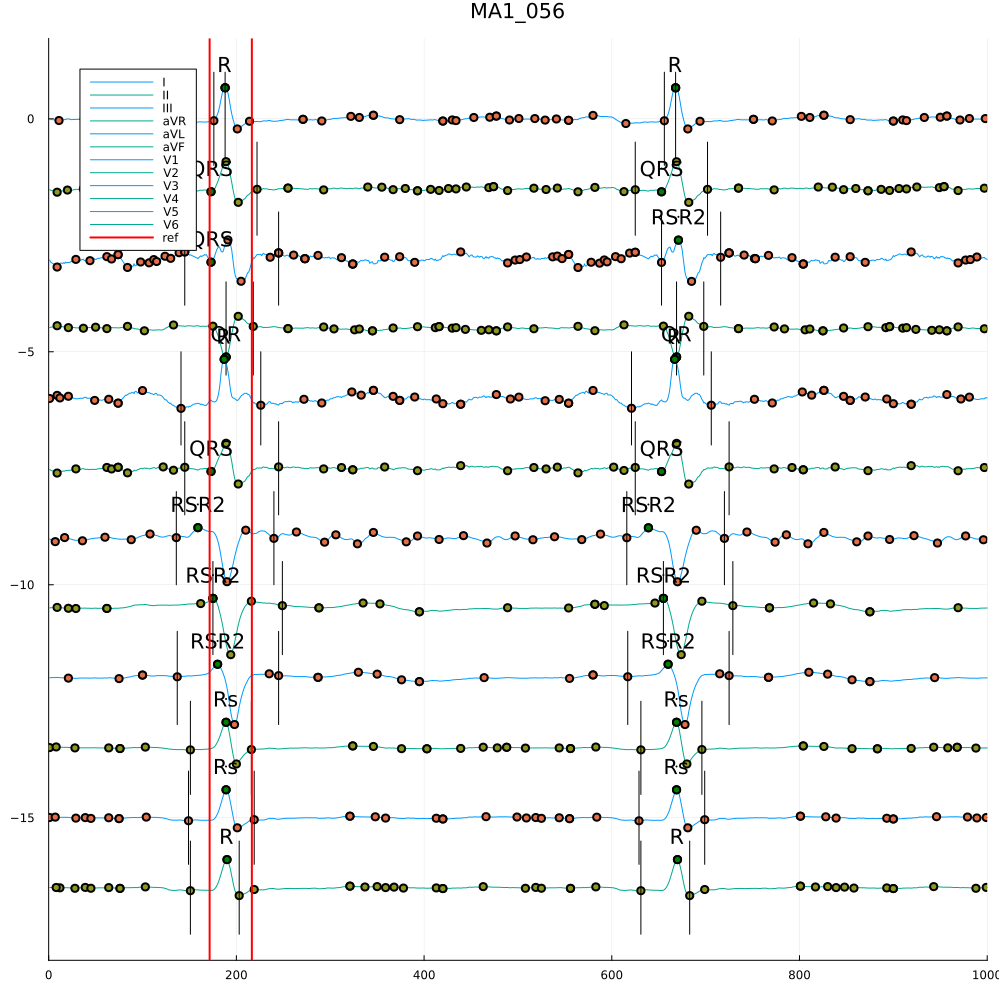 MA1_056
I
II
III
aVR
aVL
aVF
V1
V2
V3
V4
V5
V6
ref
R R
QRS QRS
QRS RSR2
QR QR
QRS QRS
RSR2 RSR2
RSR2 RSR2
RSR2 RSR2
Rs Rs
Rs Rs
R R
0
−5
−10
−15
0 200 400 600 800 1000